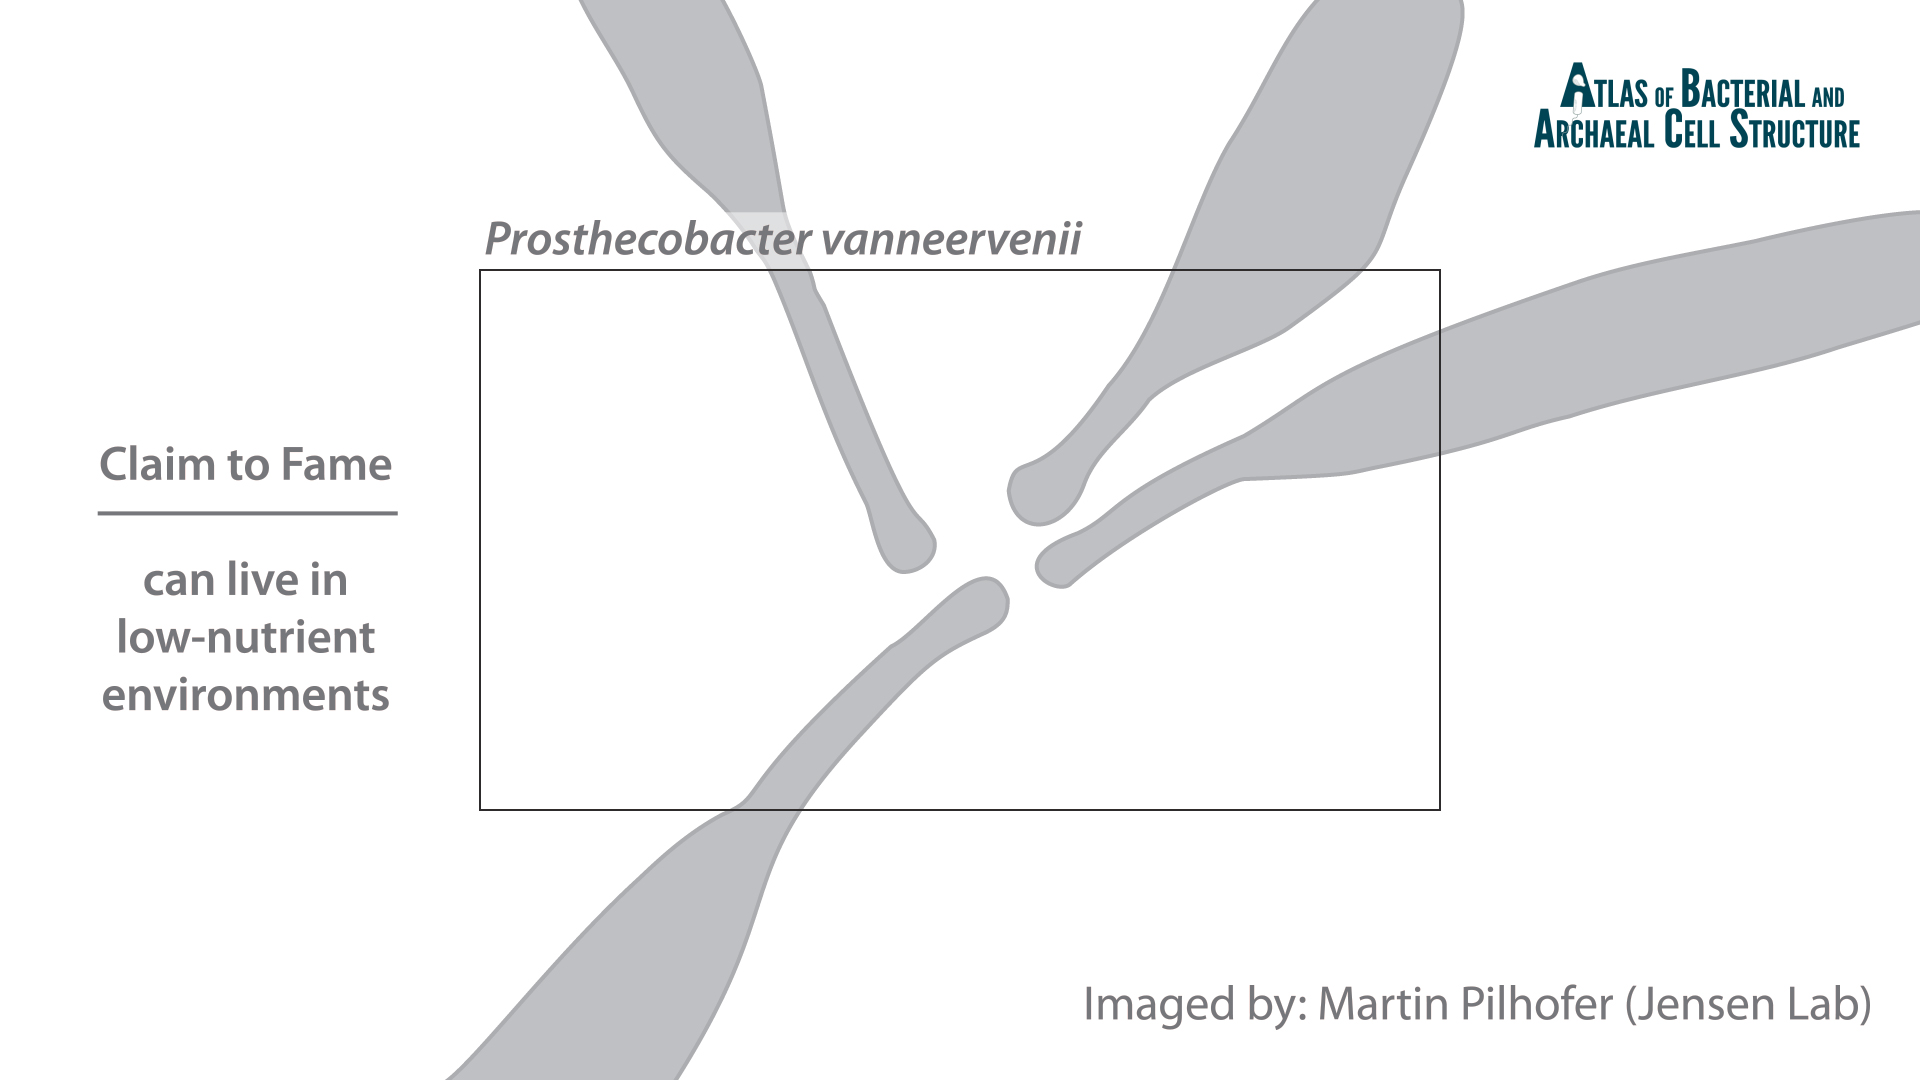 ATLAS OF BACTERIAL AND
ARCHAEAL CELL STRUCTURE
Prosthecobacter vanneervenii
Claim to Fame
can live in
low-nutrient
environments
Imaged by: Martin Pilhofer (Jensen Lab)